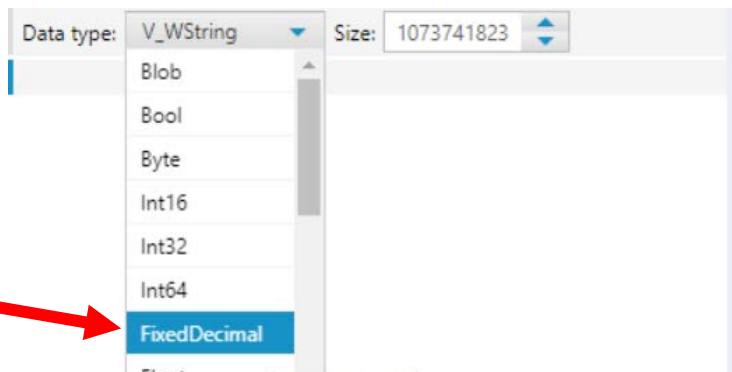 Data type: V_WString Size: 1073741823
Blob
Bool
Byte
Int16
Int32
Int64
FixedDecimal